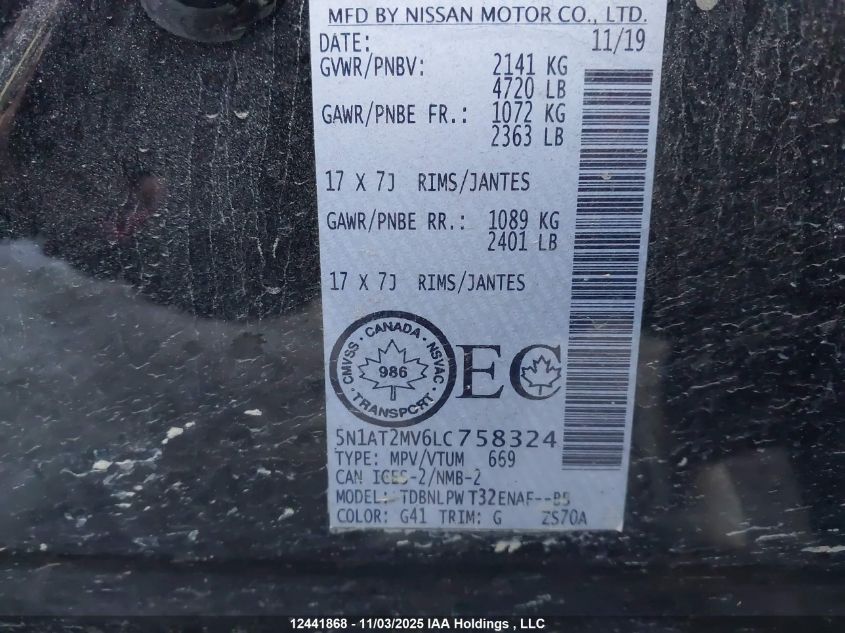 MFD BY NISSAN MOTOR CO., LTD.
DATE: 11/19
GVWR/PNBV: 2141 KG
4720 LB
GAWR/PNBE FR.: 1072 KG
2363 LB
17 X 7J RIMS/JANTES
GAWR/PNBE RR.: 1089 KG
2401 LB
17 X 7J RIMS/JANTES
CMVSS · CANADA · NSVAC
986
TRANSPORT
EC
5N1AT2MV6LC758324
TYPE: MPV/VTUM 669
CAN ICES-2/NMB-2
MODEL: TDBNLPWT32ENAF--B5
COLOR: G41 TRIM: G ZS70A
12441868 - 11/03/2025 IAA Holdings , LLC